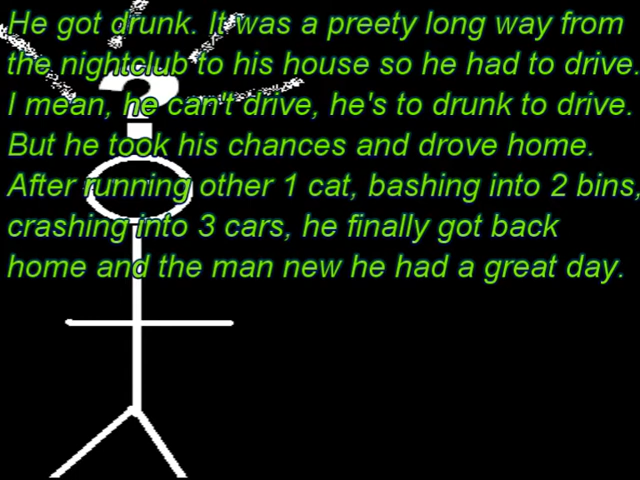 He got drunk. It was a preety long way from
the nightclub to his house so he had to drive.
I mean, he can't drive, he's to drunk to drive.
But he took his chances and drove home.
After running other 1 cat, bashing into 2 bins,
crashing into 3 cars, he finally got back
home and the man new he had a great day.
?